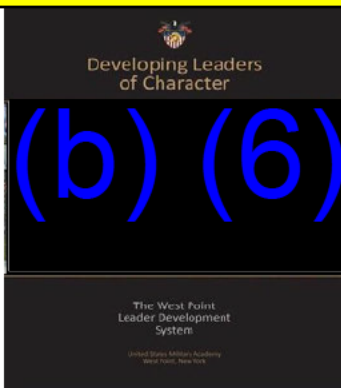 Developing Leaders
of Character
(b) (6)
The West Point
Leader Development
System
United States Military Academy
West Point, New York